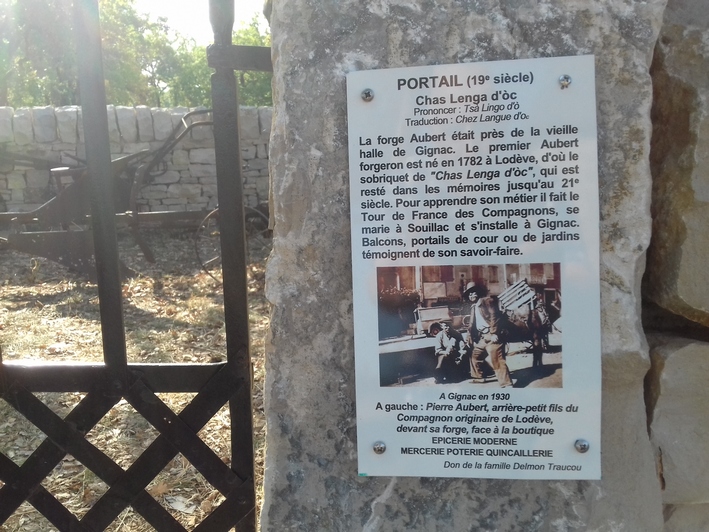 PORTAIL (19e siècle)
Chas Lenga d'òc
Prononcer : Tsà Lingo d'ò
Traduction : Chez Langue d'oc
La forge Aubert était près de la vieille
halle de Gignac. Le premier Aubert
forgeron est né en 1782 à Lodève, d'où le
sobriquet de "Chas Lenga d'òc", qui est
resté dans les mémoires jusqu'au 21e
siècle. Pour apprendre son métier il fait le
Tour de France des Compagnons, se
marie à Souillac et s'installe à Gignac.
Balcons, portails de cour ou de jardins
témoignent de son savoir-faire.
A Gignac en 1930
A gauche : Pierre Aubert, arrière-petit fils du
Compagnon originaire de Lodève,
devant sa forge, face à la boutique
EPICERIE MODERNE
MERCERIE POTERIE QUINCAILLERIE
Don de la famille Delmon Traucou